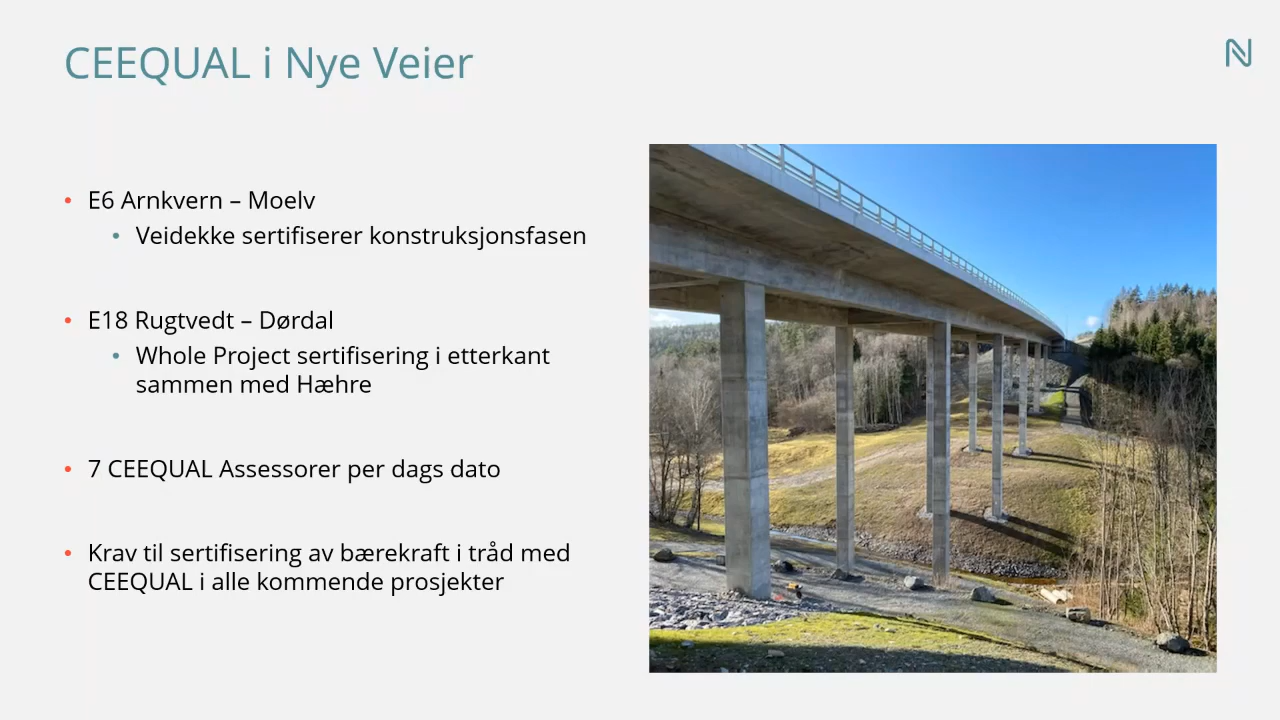 CEEQUAL i Nye Veier
E6 Arnkvern – Moelv
Veidekke sertifiserer konstruksjonsfasen
E18 Rugtvedt – Dørdal
Whole Project sertifisering i etterkant
sammen med Hæhre
7 CEEQUAL Assessorer per dags dato
Krav til sertifisering av bærekraft i tråd med
CEEQUAL i alle kommende prosjekter